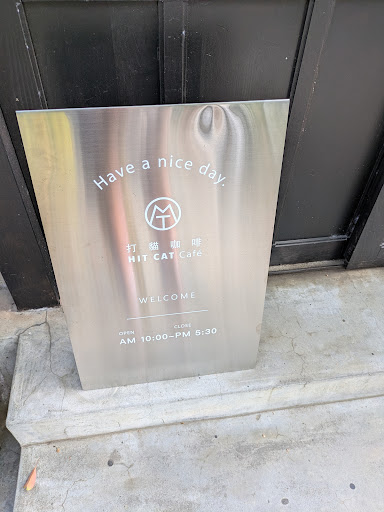 Have a nice day.
打貓咖啡
HIT CAT Café
WELCOME
OPEN CLOSE
AM 10:00~PM 5:30